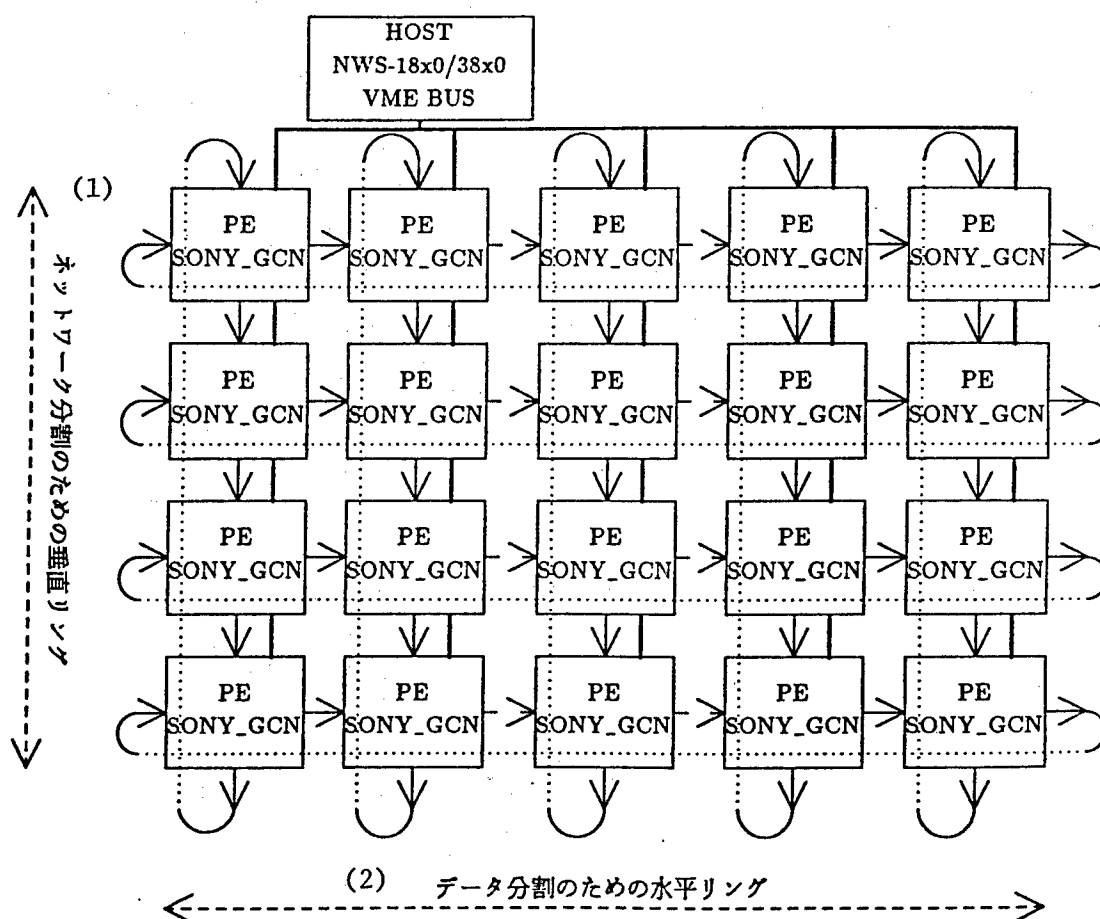 HOST
NWS-18x0/38x0
VME BUS
(1)
ネットワーク分割のための垂直リング
PE PE PE PE PE
SONY_GCN SONY_GCN SONY_GCN SONY_GCN SONY_GCN
PE PE PE PE PE
SONY_GCN SONY_GCN SONY_GCN SONY_GCN SONY_GCN
PE PE PE PE PE
SONY_GCN SONY_GCN SONY_GCN SONY_GCN SONY_GCN
PE PE PE PE PE
SONY_GCN SONY_GCN SONY_GCN SONY_GCN SONY_GCN
(2) データ分割のための水平リング